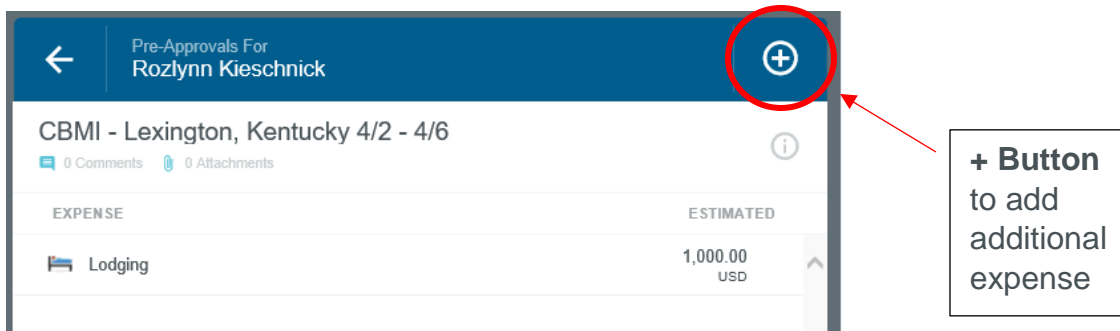 Pre-Approvals For
Rozlynn Kieschnick
CBMI - Lexington, Kentucky 4/2 - 4/6
0 Comments 0 Attachments
EXPENSE ESTIMATED
Lodging 1,000.00
USD
+ Button
to add
additional
expense